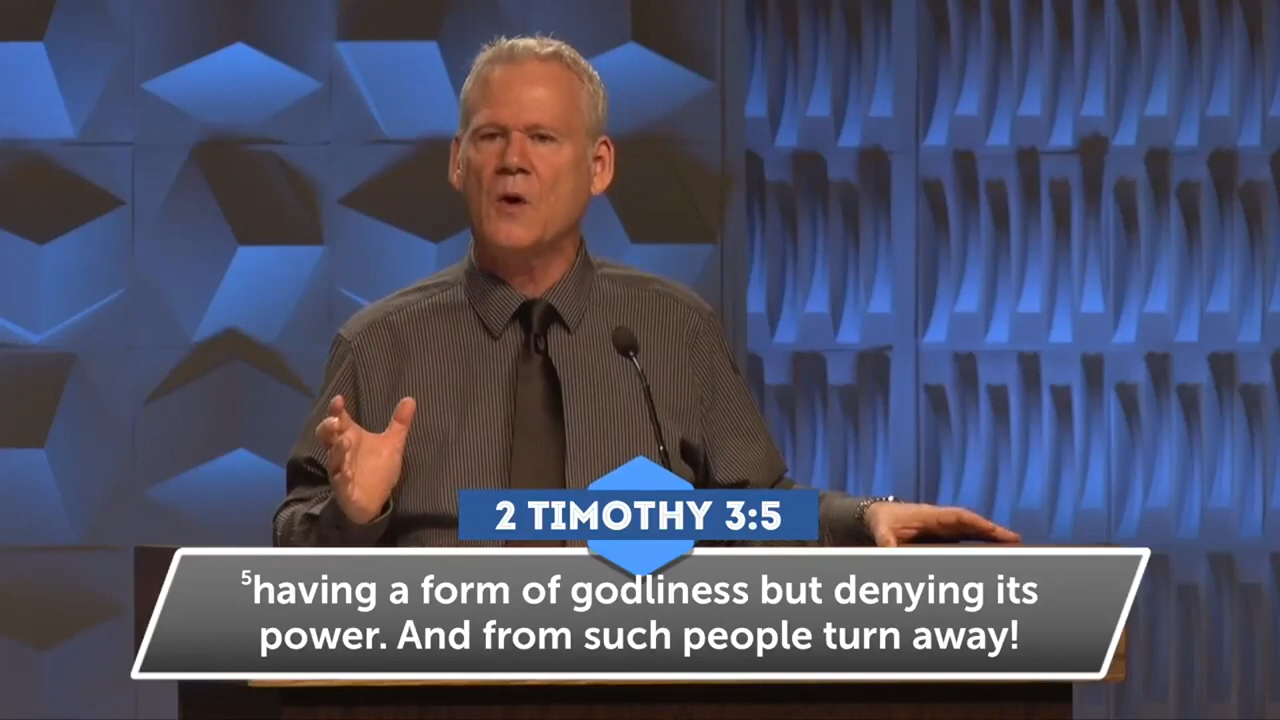 2 TIMOTHY 3:5
⁵having a form of godliness but denying its
power. And from such people turn away!